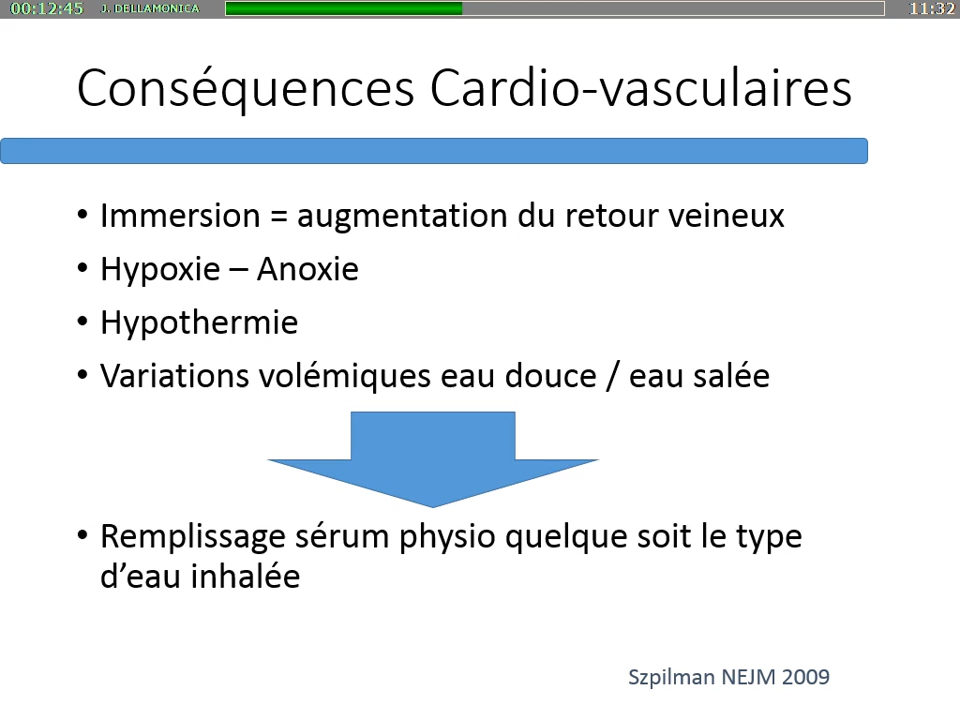 00:12:45 J. DELLAMONICA 11:32
Conséquences Cardio-vasculaires
• Immersion = augmentation du retour veineux
• Hypoxie – Anoxie
• Hypothermie
• Variations volémiques eau douce / eau salée
• Remplissage sérum physio quelque soit le type
d’eau inhalée
Szpilman NEJM 2009